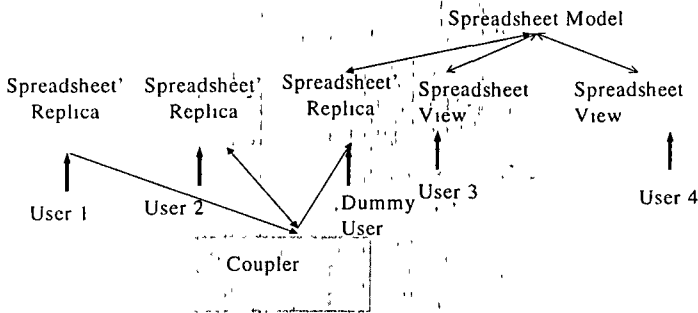 Spreadsheet Model
Spreadsheet' Replica
Spreadsheet' Replica
Spreadsheet' Replica
Spreadsheet View
Spreadsheet View
User 1
User 2
Dummy User
User 3
User 4
Coupler